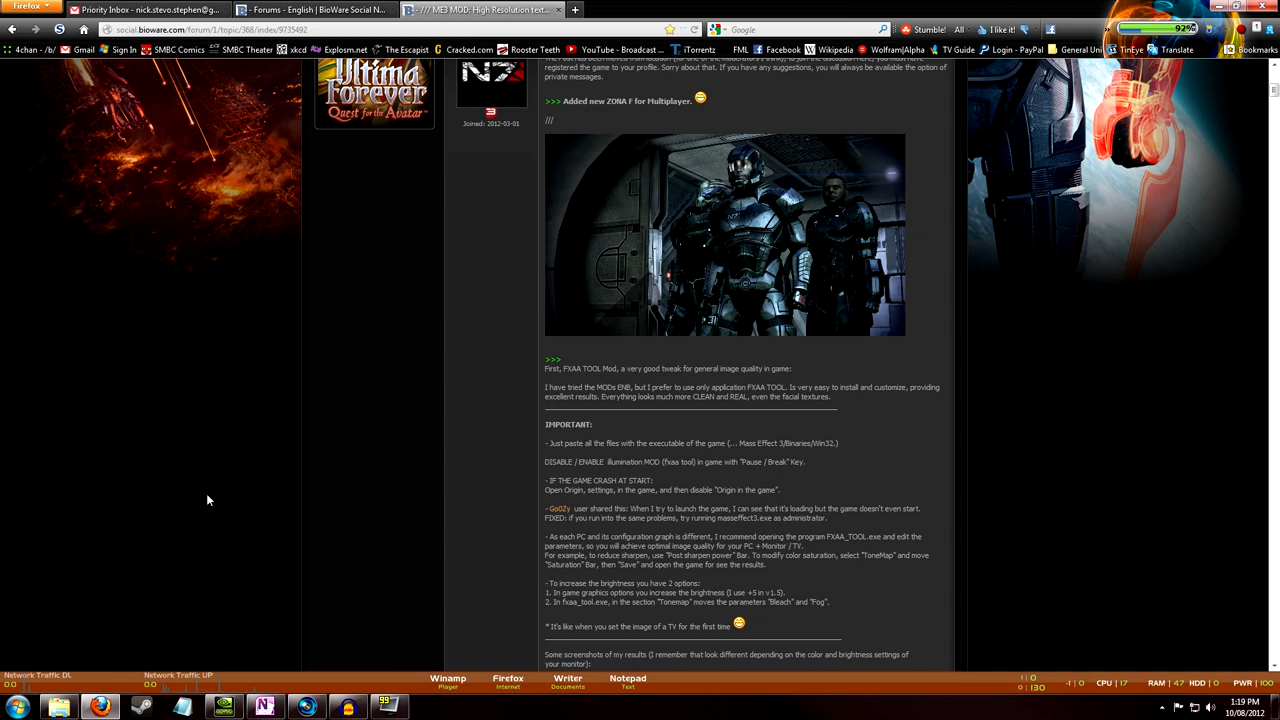 Firefox
Priority Inbox - nick.stevo.stephen@g...
- Forums - English | BioWare Social N...
- /// ME3 MOD: High Resolution text...
social.bioware.com/forum/1/topic/368/index/9735492
Google
Stumble!
All
I like it!
92%
4chan - /b/
Gmail
Sign In
SMBC Comics
SMBC Theater
xkcd
Explosm.net
The Escapist
Cracked.com
Rooster Teeth
YouTube - Broadcast ...
iTorrentz
FML
Facebook
Wikipedia
Wolfram|Alpha
TV Guide
Login - PayPal
General Uni
TinEye
Translate
Bookmarks
Ultima
Forever
Quest for the Avatar
N7
3
Joined: 2012-03-01
registered the game to your profile. Sorry about that. If you have any suggestions, you will always be available the option of
private messages.
>>> Added new ZONA F for Multiplayer.
///
>>>
First, FXAA TOOL Mod, a very good tweak for general image quality in game:
I have tried the MODs ENB, but I prefer to use only application FXAA TOOL. Is very easy to install and customize, providing
excellent results. Everything looks much more CLEAN and REAL, even the facial textures.
IMPORTANT:
- Just paste all the files with the executable of the game (... Mass Effect 3/Binaries/Win32.)
DISABLE / ENABLE illumination MOD (fxaa tool) in game with "Pause / Break" Key.
- IF THE GAME CRASH AT START:
Open Origin, settings, in the game, and then disable "Origin in the game".
- Go0Zy user shared this: When I try to launch the game, I can see that it's loading but the game doesn't even start.
FIXED: if you run into the same problems, try running masseffect3.exe as administrator.
- As each PC and its configuration graph is different, I recommend opening the program FXAA_TOOL.exe and edit the
parameters, so you will achieve optimal image quality for your PC + Monitor / TV.
For example, to reduce sharpen, use "Post sharpen power" Bar. To modify color saturation, select "ToneMap" and move
"Saturation" Bar, then "Save" and open the game for see the results.
- To increase the brightness you have 2 options:
1. In game graphics options you increase the brightness (I use +5 in v1.5).
2. In fxaa_tool.exe, in the section "Tonemap" moves the parameters "Bleach" and "Fog".
* It's like when you set the image of a TV for the first time
Some screenshots of my results (I remember that look different depending on the color and brightness settings of
your monitor):
Network Traffic DL
0.0
Network Traffic UP
0.0
Winamp
Player
Firefox
Internet
Writer
Documents
Notepad
Text
: 0
: 130
-1 | 0
CPU | 17
RAM | 47
HDD | 0
PWR | 100
99
1:19 PM
10/08/2012